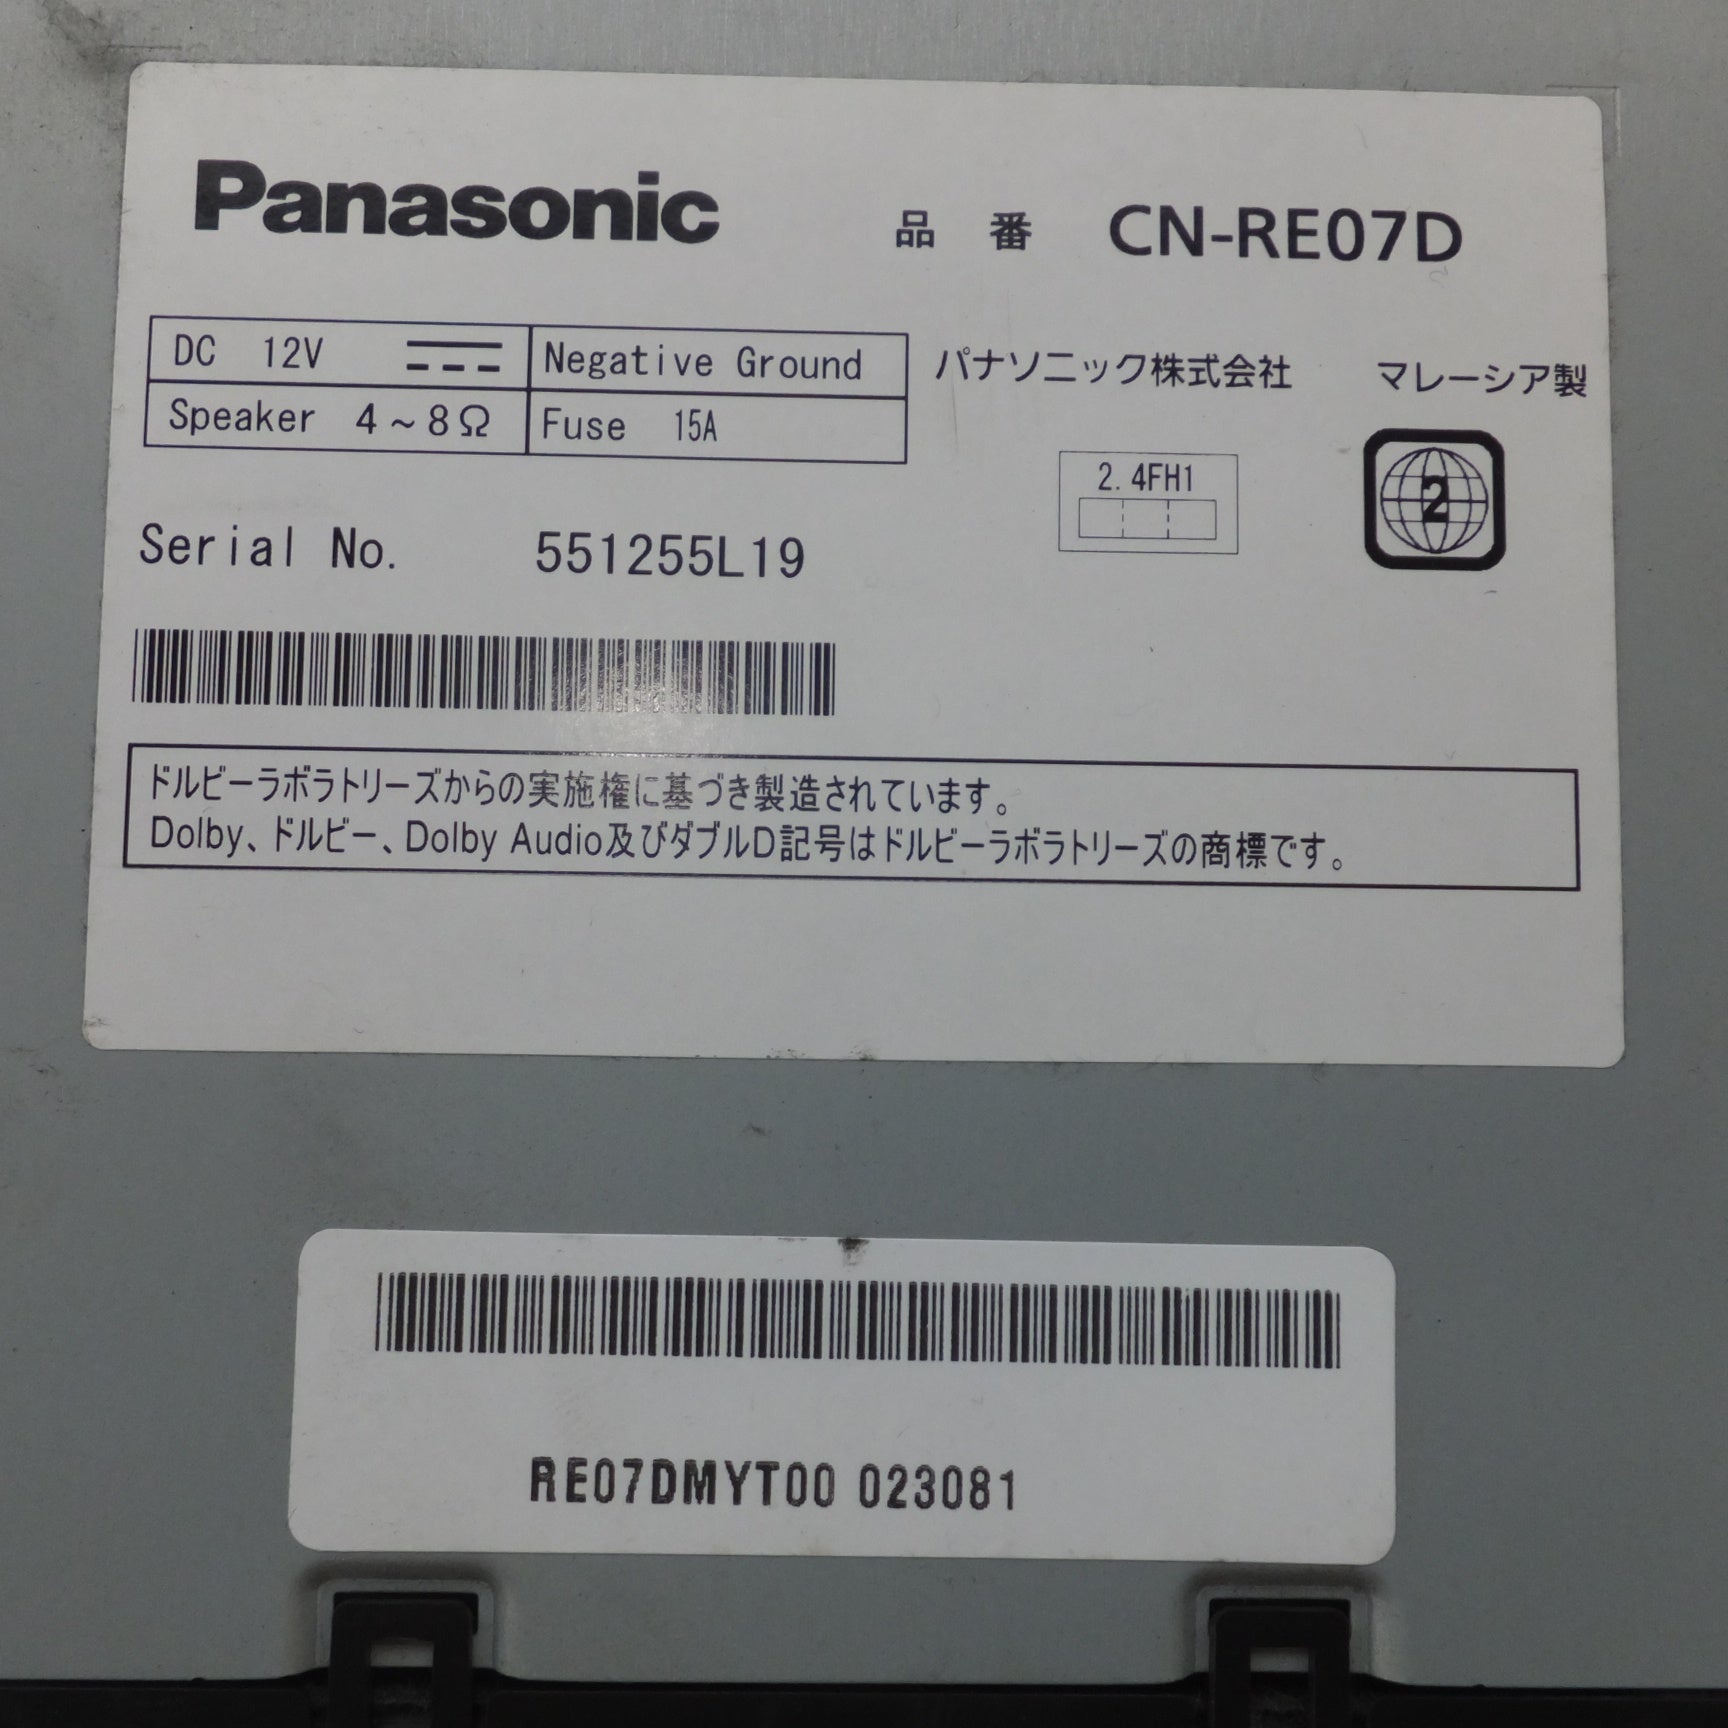 Panasonic 品番 CN-RE07D
DC 12V Negative Ground パナソニック株式会社 マレーシア製
Speaker 4~8Ω Fuse 15A
2.4FH1
2
Serial No. 551255L19
ドルビーラボラトリーズからの実施権に基づき製造されています。
Dolby、ドルビー、Dolby Audio及びダブルD記号はドルビーラボラトリーズの商標です。
RE07DMYT00 023081